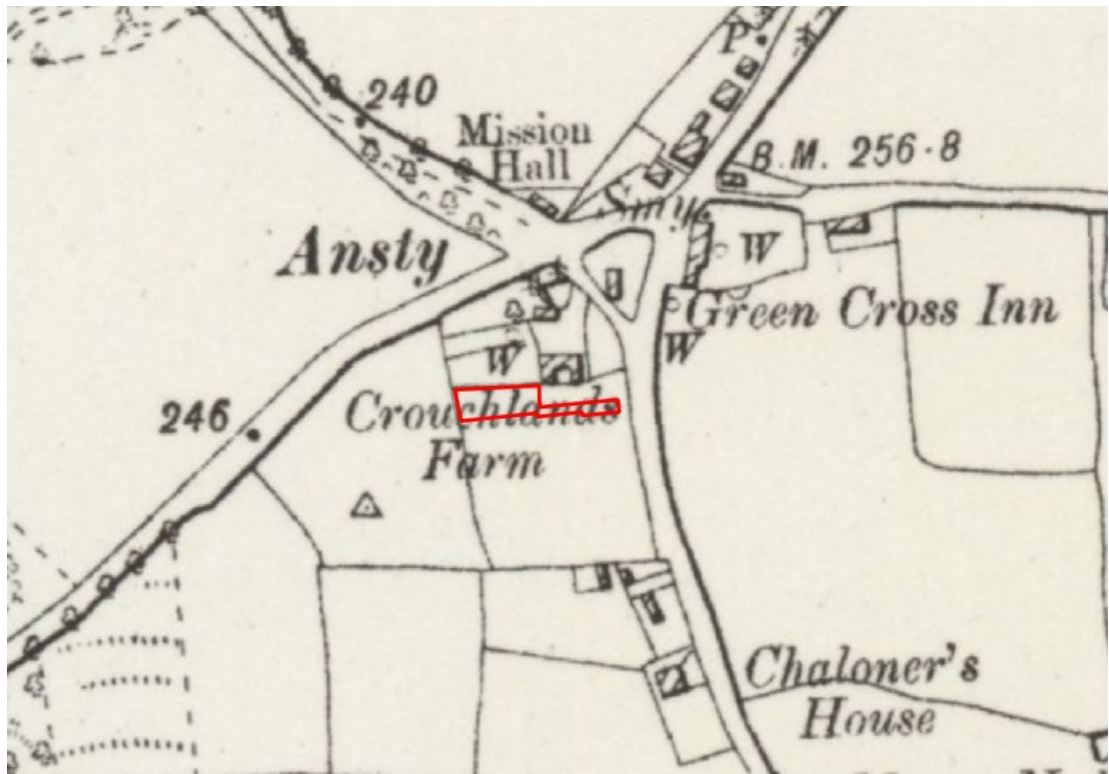 P
240
Mission
Hall
B.M. 256·8
Smy.
Ansty
W
Green Cross Inn
W
W
246
Crouchlands
Farm
Chaloner's
House